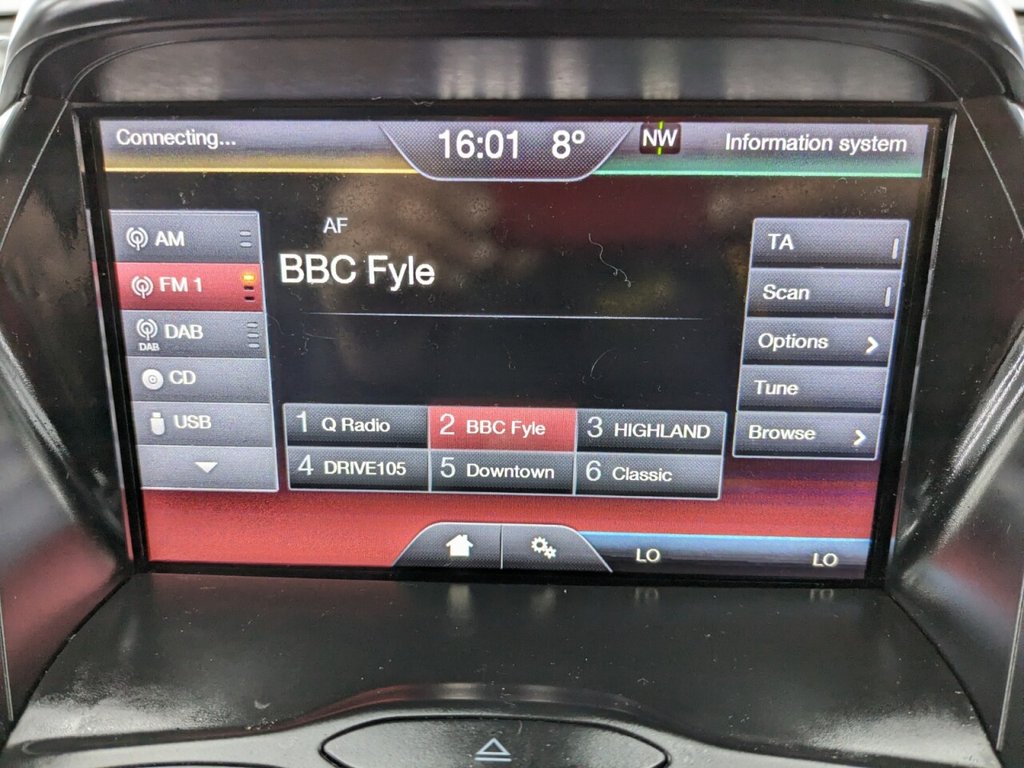 Connecting...
16:01 8º
NW
Information system
AM
FM 1
DAB
DAB
CD
USB
AF
BBC Fyle
TA
Scan
Options
Tune
Browse
1 Q Radio
2 BBC Fyle
3 HIGHLAND
4 DRIVE105
5 Downtown
6 Classic
LO
LO